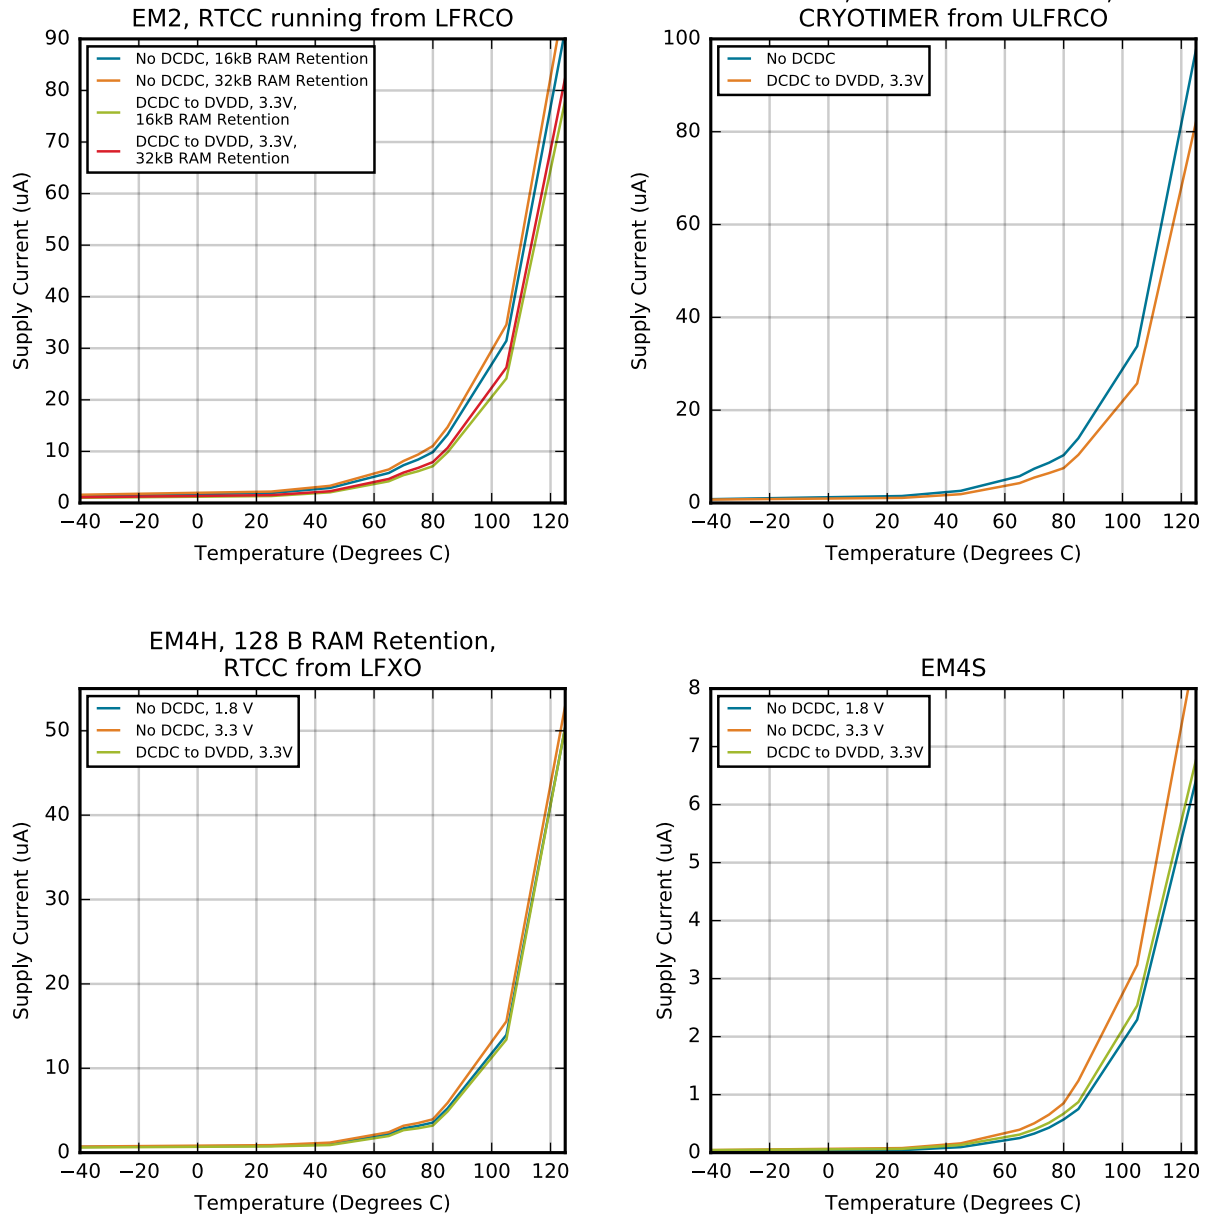 EM2, RTCC running from LFRCO
90
80
70
60
50
40
30
20
10
0
Supply Current (uA)
No DCDC, 16kB RAM Retention
No DCDC, 32kB RAM Retention
DCDC to DVDD, 3.3V,
16kB RAM Retention
DCDC to DVDD, 3.3V,
32kB RAM Retention
−40 −20 0 20 40 60 80 100 120
Temperature (Degrees C)
CRYOTIMER from ULFRCO
100
80
60
40
20
0
Supply Current (uA)
No DCDC
DCDC to DVDD, 3.3V
−40 −20 0 20 40 60 80 100 120
Temperature (Degrees C)
EM4H, 128 B RAM Retention,
RTCC from LFXO
50
40
30
20
10
0
Supply Current (uA)
No DCDC, 1.8 V
No DCDC, 3.3 V
DCDC to DVDD, 3.3V
−40 −20 0 20 40 60 80 100 120
Temperature (Degrees C)
EM4S
8
7
6
5
4
3
2
1
0
Supply Current (uA)
No DCDC, 1.8 V
No DCDC, 3.3 V
DCDC to DVDD, 3.3V
−40 −20 0 20 40 60 80 100 120
Temperature (Degrees C)